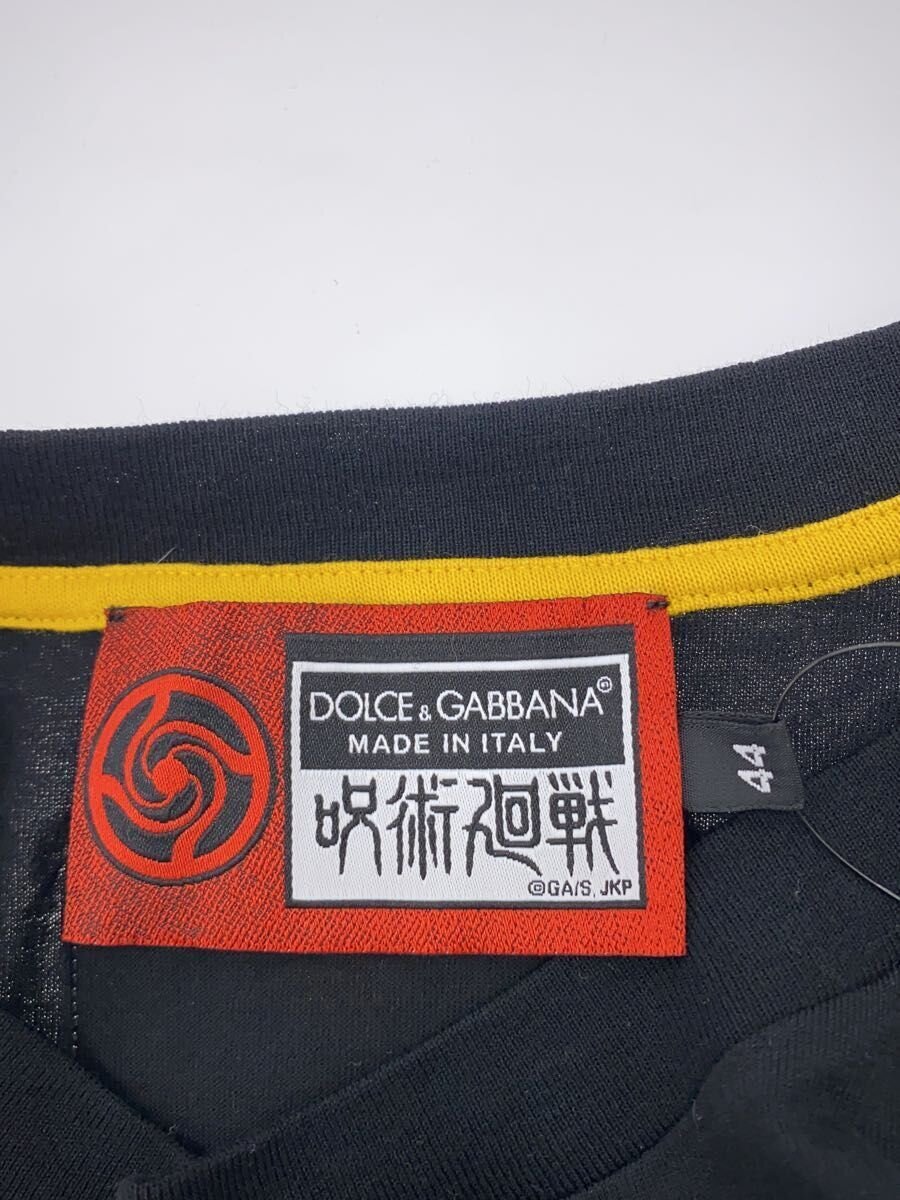 DOLCE & GABBANA®
MADE IN ITALY
呪術廻戦
©GA/S, JKP
44